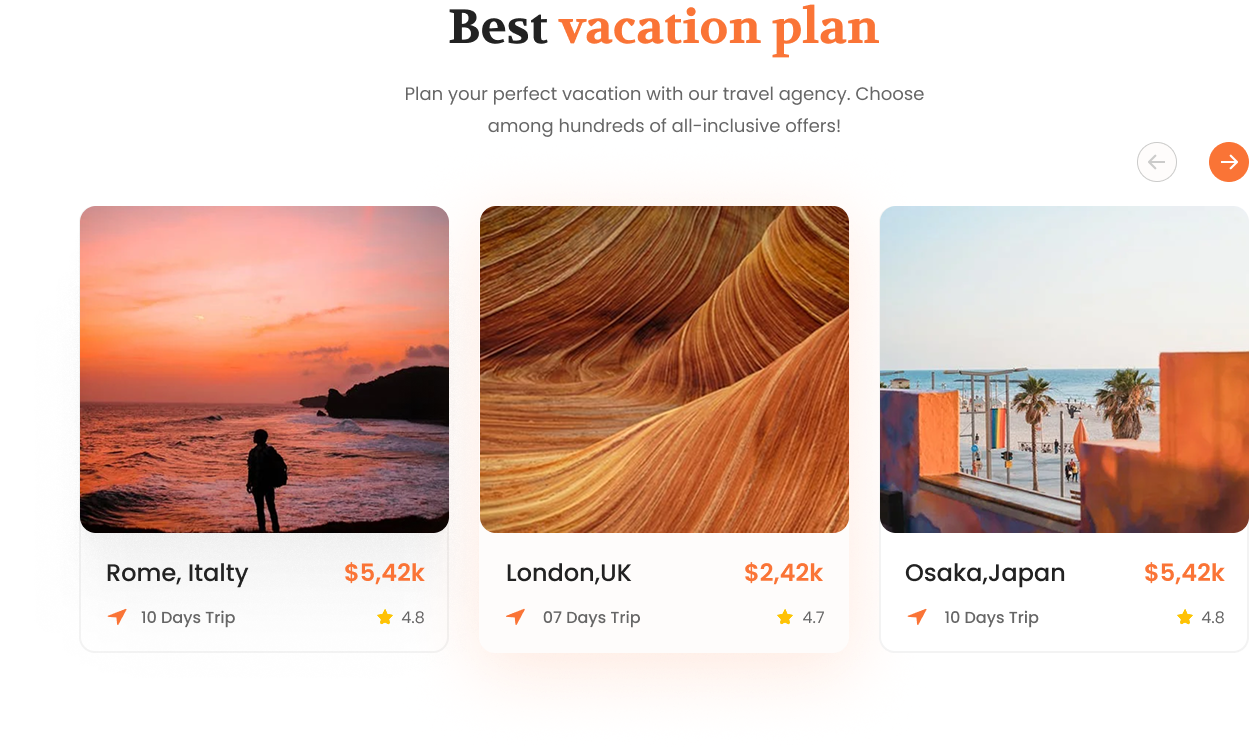 Best vacation plan
Plan your perfect vacation with our travel agency. Choose
among hundreds of all-inclusive offers!
Rome, Italty
$5,42k
10 Days Trip
4.8
London,UK
$2,42k
07 Days Trip
4.7
Osaka,Japan
$5,42k
10 Days Trip
4.8